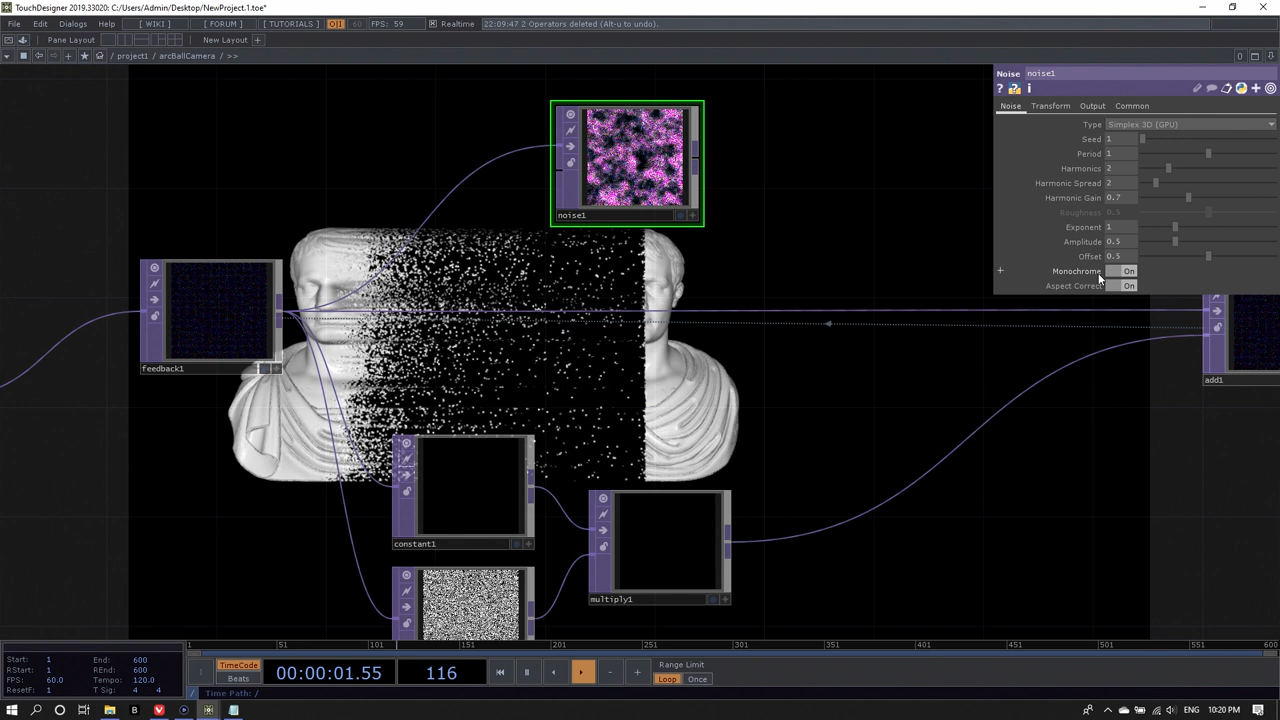 TouchDesigner 2019.33020: C:/Users/Admin/Desktop/NewProject.1.toe*
File Edit Dialogs Help [ WIKI ] [ FORUM ] [ TUTORIALS ] O|I 60 FPS: 59 Realtime 22:09:47 2 Operators deleted (Alt-u to undo).
Pane Layout New Layout +
/ project1 / arcBallCamera / >> 0
Noise noise1
? ? i
Noise Transform Output Common
Type Simplex 3D (GPU)
Seed 1
Period 1
Harmonics 2
Harmonic Spread 2
Harmonic Gain 0.7
Roughness 0.5
Exponent 1
Amplitude 0.5
Offset 0.5
+ Monochrome On
Aspect Correct On
noise1
feedback1
add1
constant1
multiply1
1 51 101 151 201 251 301 351 401 451 501 551 600
Start: 1 End: 600
RStart: 1 REnd: 600
FPS: 60.0 Tempo: 120.0
ResetF: 1 T Sig: 4 4
TimeCode
Beats
00:00:01.55 116
- +
Range Limit
Loop Once
/ Time Path: /
ENG 10:20 PM